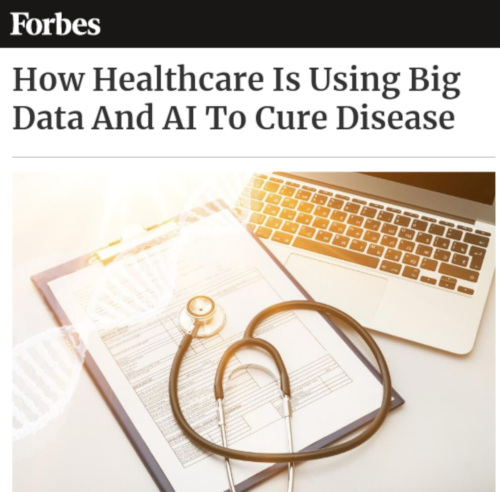 Forbes
How Healthcare Is Using Big
Data And AI To Cure Disease